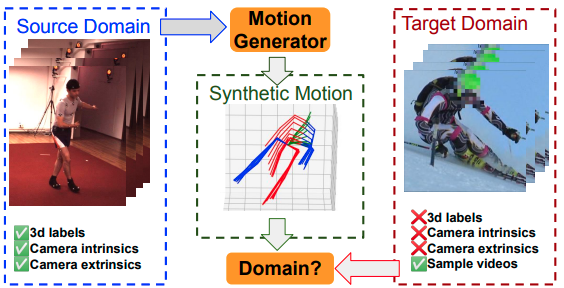 Source Domain
Motion
Generator
Target Domain
Synthetic Motion
✅3d labels
✅Camera intrinsics
✅Camera extrinsics
❌3d labels
❌Camera intrinsics
❌Camera extrinsics
✅Sample videos
Domain?